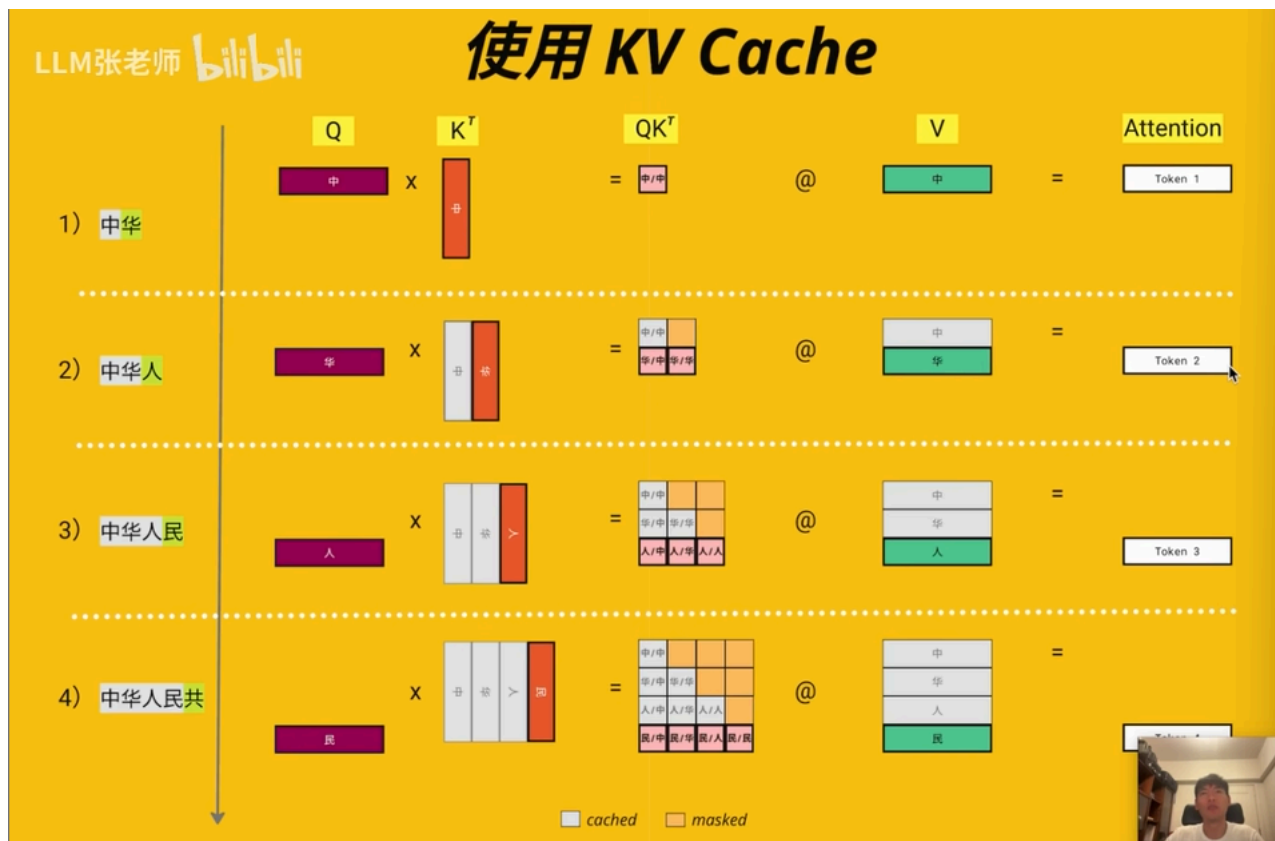 LLM张老师 bilibili
使用 KV Cache
Q K^T QK^T V Attention
中 x 中 = 中/中 @ 中 = Token 1
1) 中华
中/中 中 =
2) 中华人 华 x 中 华 = 华/中 华/华 @ 华 Token 2
中/中 中 =
华/中 华/华 华
3) 中华人民 人 x 中 华 人 = 人/中 人/华 人/人 @ 人 Token 3
中/中 中 =
华/中 华/华 华
4) 中华人民共 x 中 华 人 民 = 人/中 人/华 人/人 @ 人
民 民/中 民/华 民/人 民/民 民
cached masked